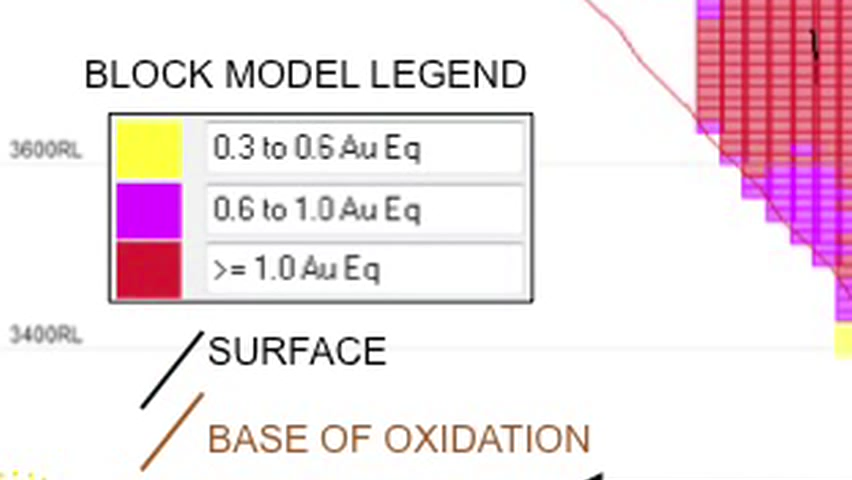 BLOCK MODEL LEGEND
3600RL
0.3 to 0.6 Au Eq
0.6 to 1.0 Au Eq
>= 1.0 Au Eq
3400RL
SURFACE
BASE OF OXIDATION